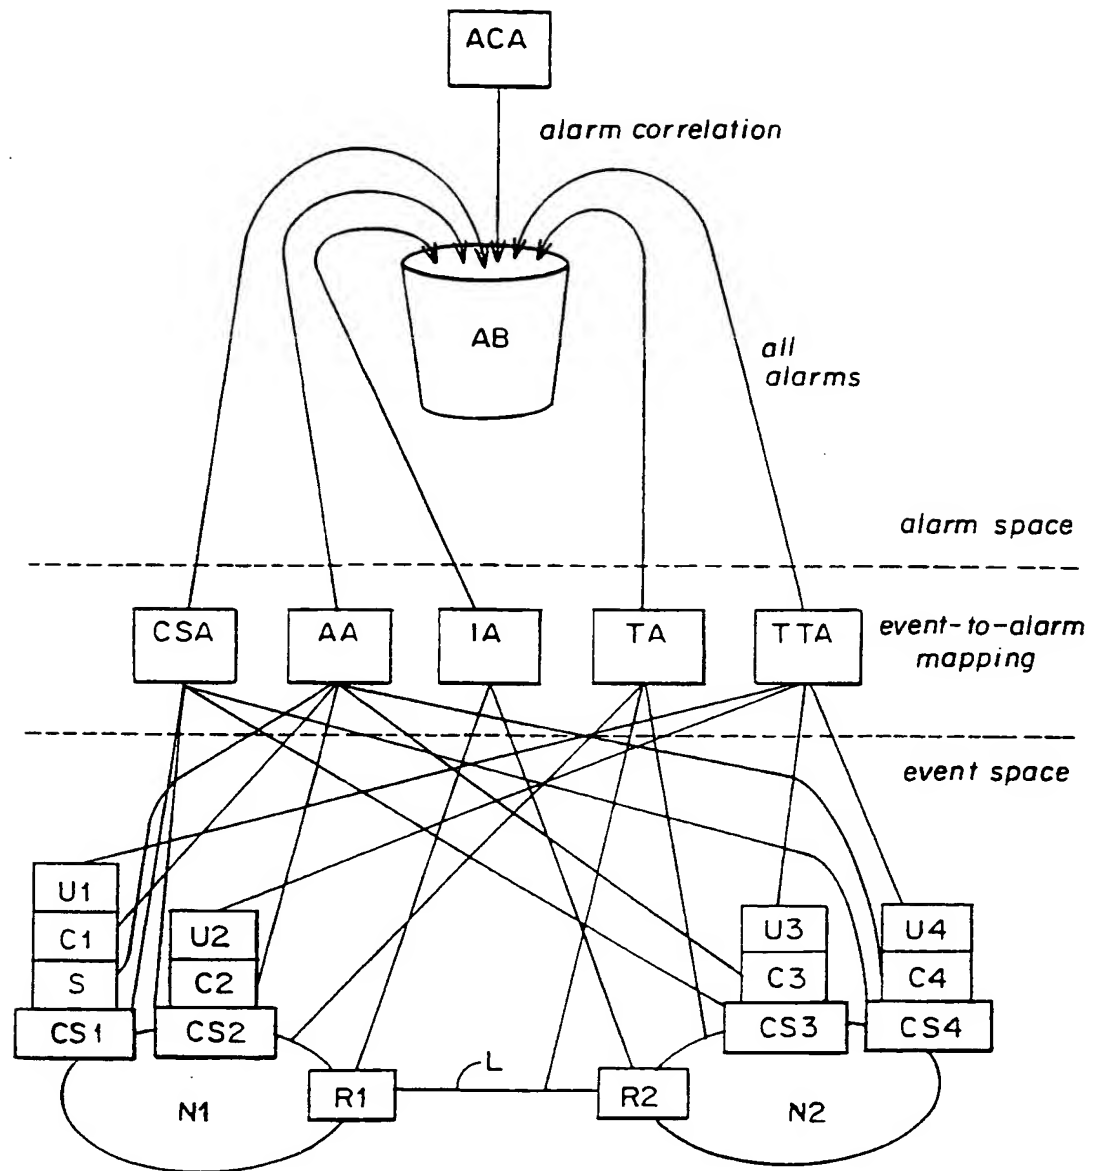 ACA
alarm correlation
AB
all
alarms
alarm space
CSA
AA
IA
TA
TTA
event-to-alarm
mapping
event space
U1
C1
S
CS1
U2
C2
CS2
U3
C3
CS3
U4
C4
CS4
L
R1
R2
N1
N2